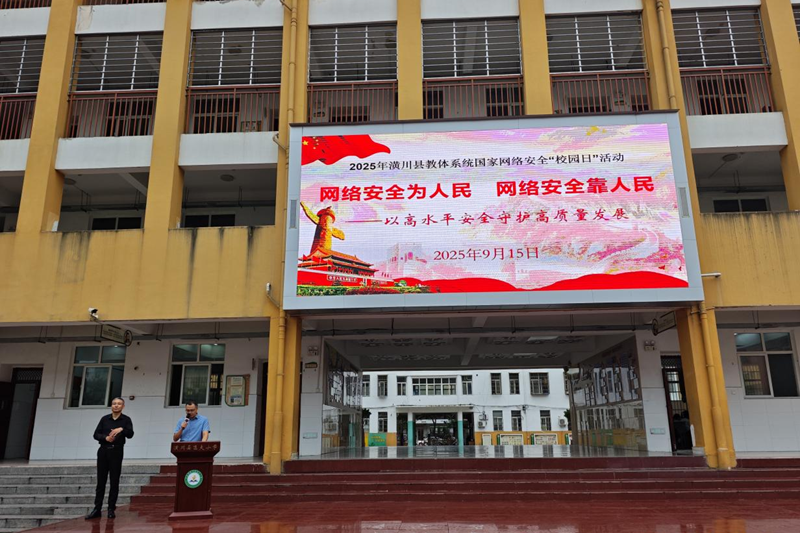 2025年潢川县教体系统国家网络安全“校园日”活动
网络安全为人民 网络安全靠人民
以高水平安全守护高质量发展
2025年9月15日